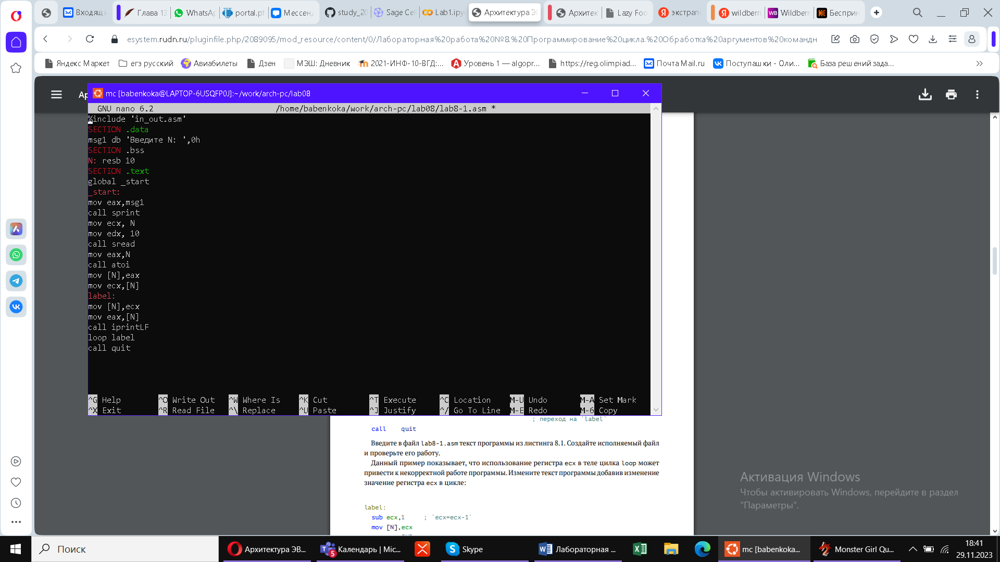 Входящи
Глава 13
WhatsAp
portal.pf
Мессен
study_20
Sage Cel
Lab1.ipy
Архитектура Э
Архитек
Lazy Foo
экстрап
wildberri
Wildberr
Бесприн
esystem.rudn.ru/pluginfile.php/2089095/mod_resource/content/0/Лабораторная%20работа%20№8.%20Программирование%20цикла.%20Обработка%20аргументов%20командн
Яндекс Маркет
егэ русский
Авиабилеты
Дзен
МЭШ: Дневник
2021-ИНФ-10-ВГД:...
Уровень 1 — algopr...
https://reg.olimpiad...
Почта Mail.ru
Поступашки - Оли...
База решений зада...
Ар
mc [babenkoka@LAPTOP-6USQFP0J]:~/work/arch-pc/lab08
GNU nano 6.2 /home/babenkoka/work/arch-pc/lab08/lab8-1.asm *
%include 'in_out.asm'
SECTION .data
msg1 db 'Введите N: ',0h
SECTION .bss
N: resb 10
SECTION .text
global _start
_start:
mov eax,msg1
call sprint
mov ecx, N
mov edx, 10
call sread
mov eax,N
call atoi
mov [N],eax
mov ecx,[N]
label:
mov [N],ecx
mov eax,[N]
call iprintLF
loop label
call quit
^G Help ^O Write Out ^W Where Is ^K Cut ^T Execute ^C Location M-U Undo M-A Set Mark
^X Exit ^R Read File ^\ Replace ^U Paste ^J Justify ^/ Go To Line M-E Redo M-6 Copy
; переход на `label`
call quit
Введите в файл lab8-1.asm текст программы из листинга 8.1. Создайте исполняемый файл
и проверьте его работу.
Данный пример показывает, что использование регистра ecx в теле цилка loop может
привести к некорректной работе программы. Измените текст программы добавив изменение
значение регистра ecx в цикле:
label:
sub ecx,1 ; `ecx=ecx-1`
mov [N],ecx
Активация Windows
Чтобы активировать Windows, перейдите в раздел
"Параметры".
Поиск
Архитектура ЭВ...
5
Календарь | Mic...
Skype
Лабораторная ...
mc [babenkoka...
Monster Girl Qu...
18:41
29.11.2023